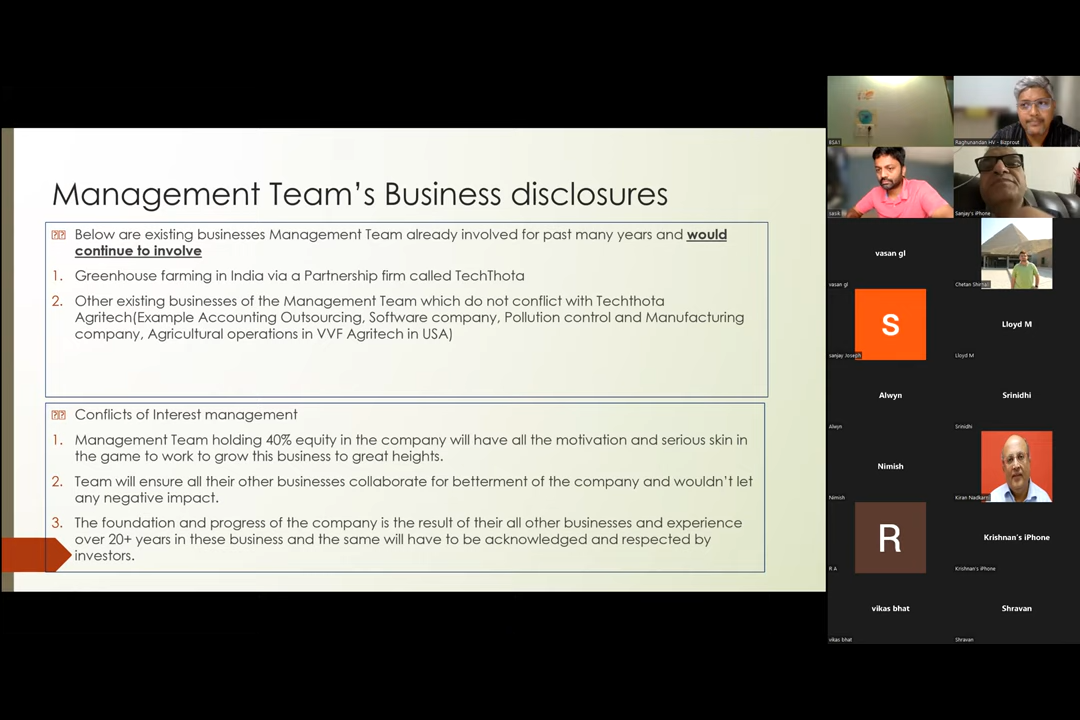 Management Team's Business disclosures
Below are existing businesses Management Team already involved for past many years and would
continue to involve
1. Greenhouse farming in India via a Partnership firm called TechThota
2. Other existing businesses of the Management Team which do not conflict with Techthota
Agritech(Example Accounting Outsourcing, Software company, Pollution control and Manufacturing
company, Agricultural operations in VVF Agritech in USA)
Conflicts of Interest management
1. Management Team holding 40% equity in the company will have all the motivation and serious skin in
the game to work to grow this business to great heights.
2. Team will ensure all their other businesses collaborate for betterment of the company and wouldn't let
any negative impact.
3. The foundation and progress of the company is the result of their all other businesses and experience
over 20+ years in these business and the same will have to be acknowledged and respected by
investors.
Raghunandan HV - Bizprout
Sanjay's iPhone
vasan gl
vasan gl
Chetan
S
sanjay Joseph
Lloyd M
Lloyd M
Alwyn
Alwyn
Srinidhi
Srinidhi
Nimish
Nimish
Kiran Nadkarni
R
R A
Krishnan's iPhone
Krishnan's iPhone
vikas bhat
vikas bhat
Shravan
Shravan